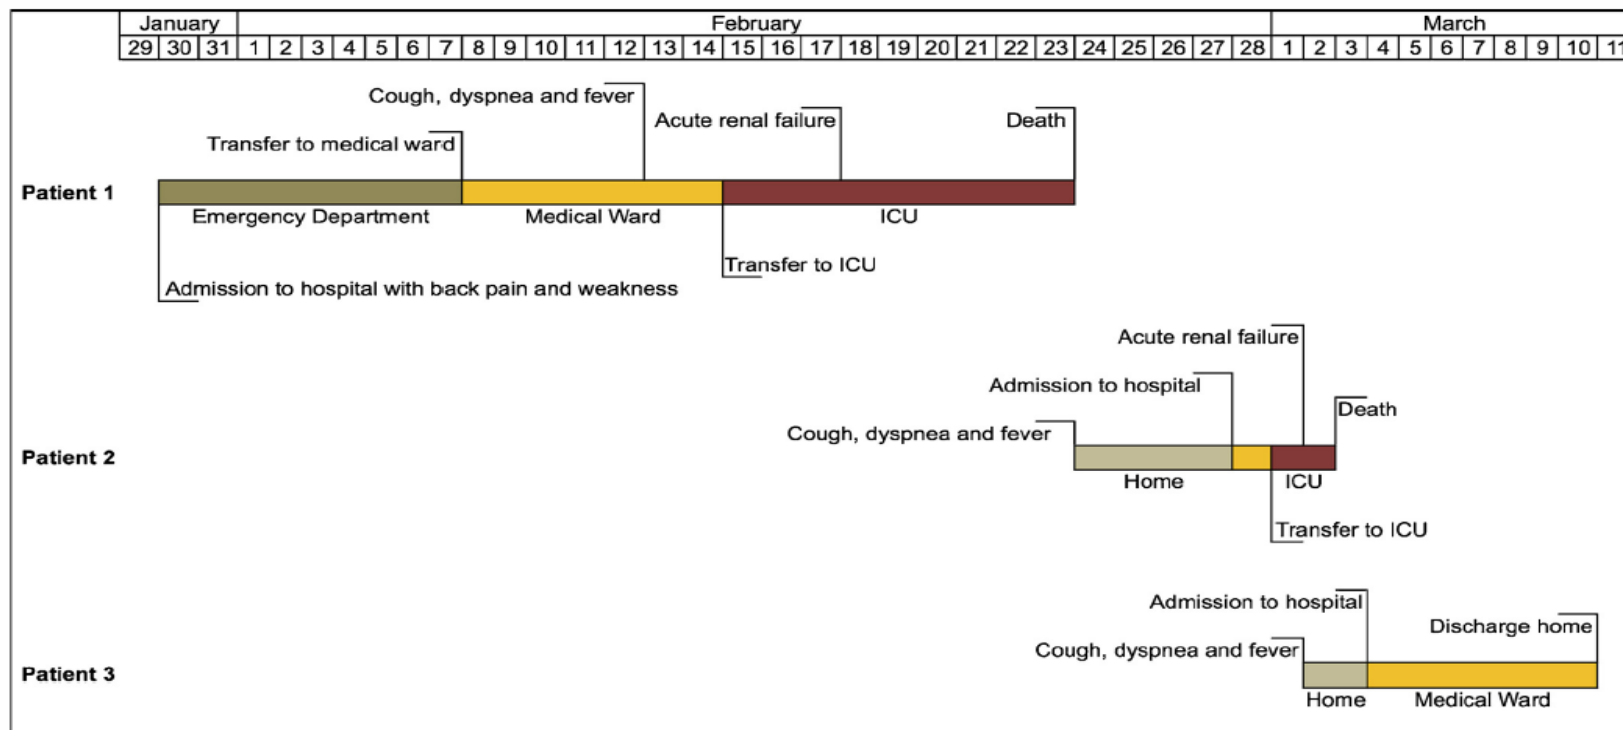 January February March
29 30 31 1 2 3 4 5 6 7 8 9 10 11 12 13 14 15 16 17 18 19 20 21 22 23 24 25 26 27 28 1 2 3 4 5 6 7 8 9 10 11
Cough, dyspnea and fever
Acute renal failure
Death
Transfer to medical ward
Patient 1
Emergency Department
Medical Ward
ICU
Transfer to ICU
Admission to hospital with back pain and weakness
Acute renal failure
Admission to hospital
Death
Cough, dyspnea and fever
Patient 2
Home
ICU
Transfer to ICU
Admission to hospital
Discharge home
Cough, dyspnea and fever
Patient 3
Home
Medical Ward